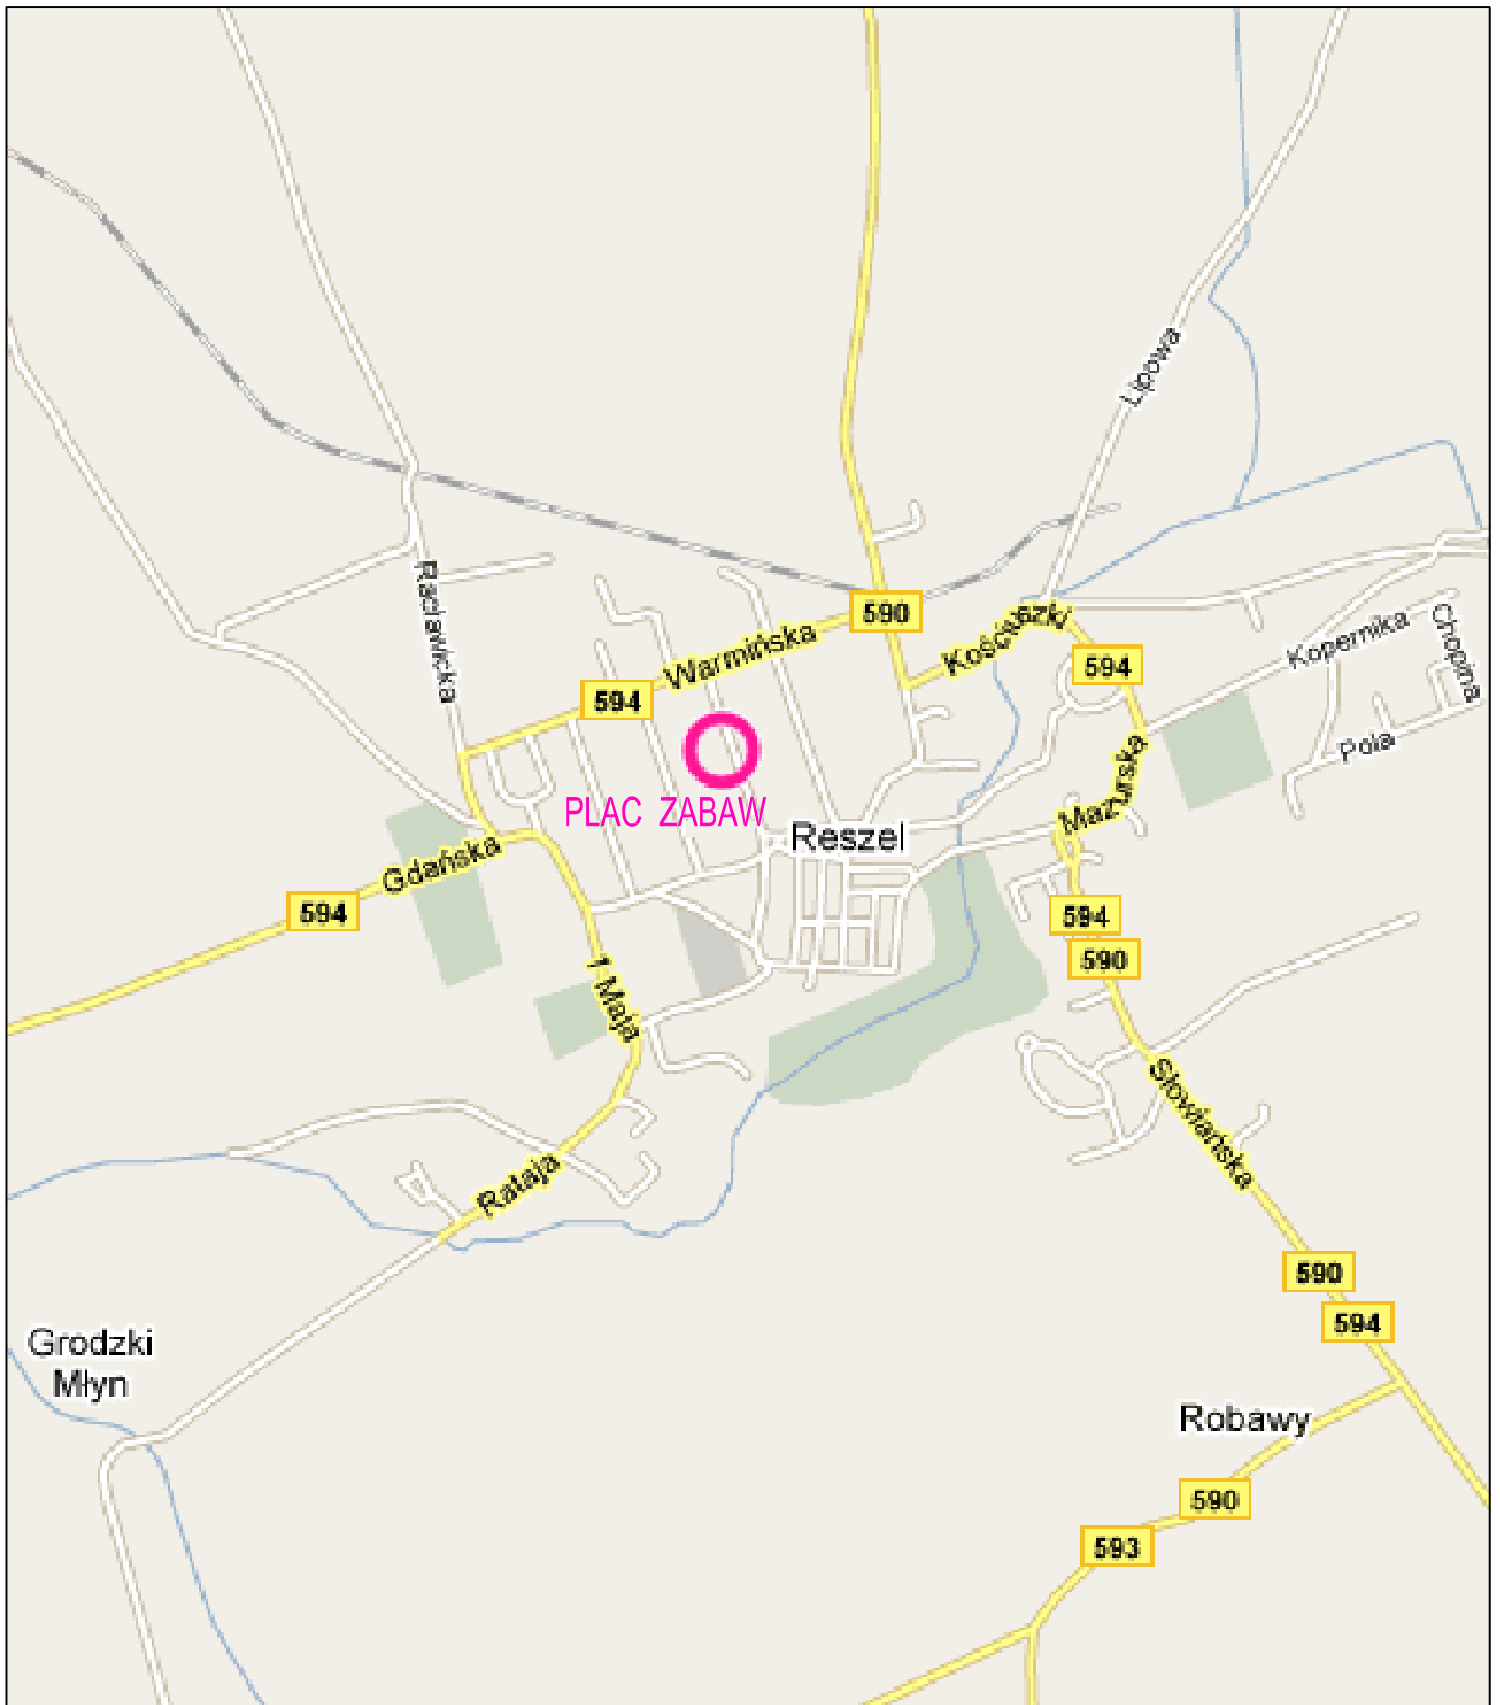 Lipowa
Racławicka
590
Kościuszki
Warmińska
594
594
Kopernika
Chopina
Pola
Mazurska
PLAC ZABAW
Reszel
Gdańska
594
594
590
1 Maja
Słowiańska
Rataja
590
594
Grodzki
Młyn
Robawy
590
593